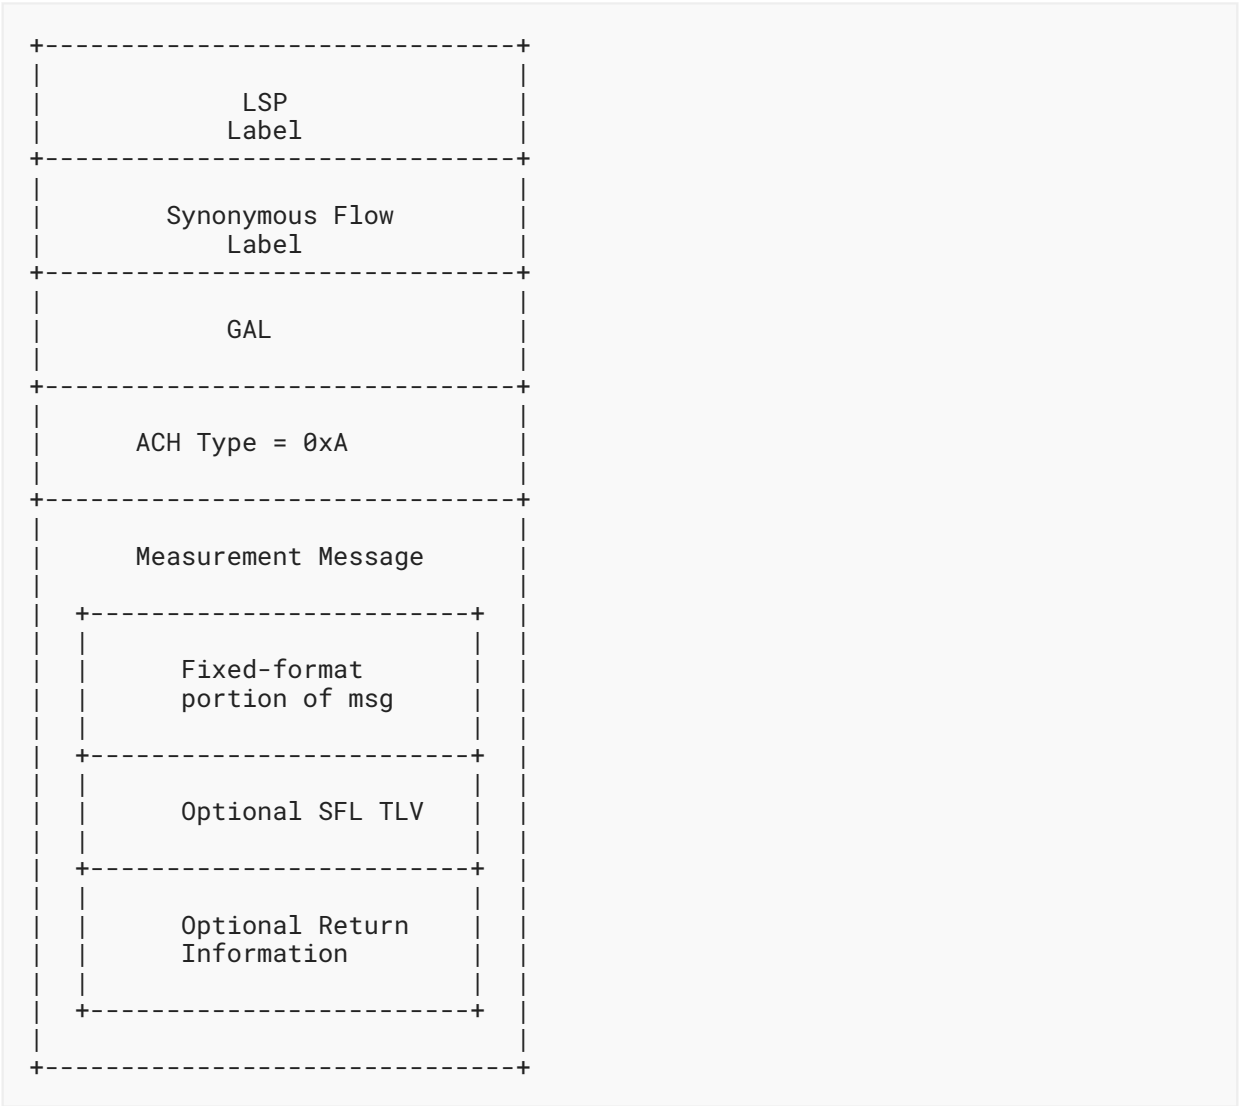 LSP
Label
Synonymous Flow
Label
GAL
ACH Type = 0xA
Measurement Message
Fixed-format
portion of msg
Optional SFL TLV
Optional Return
Information